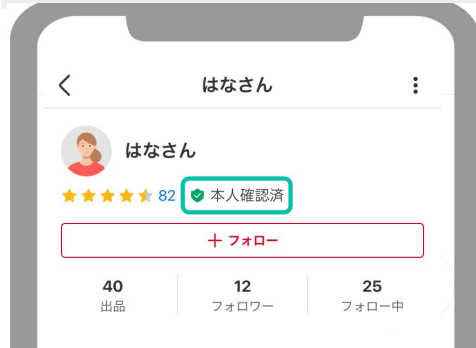 はなさん
はなさん
82 本人確認済
+ フォロー
40 12 25
出品 フォロワー フォロー中